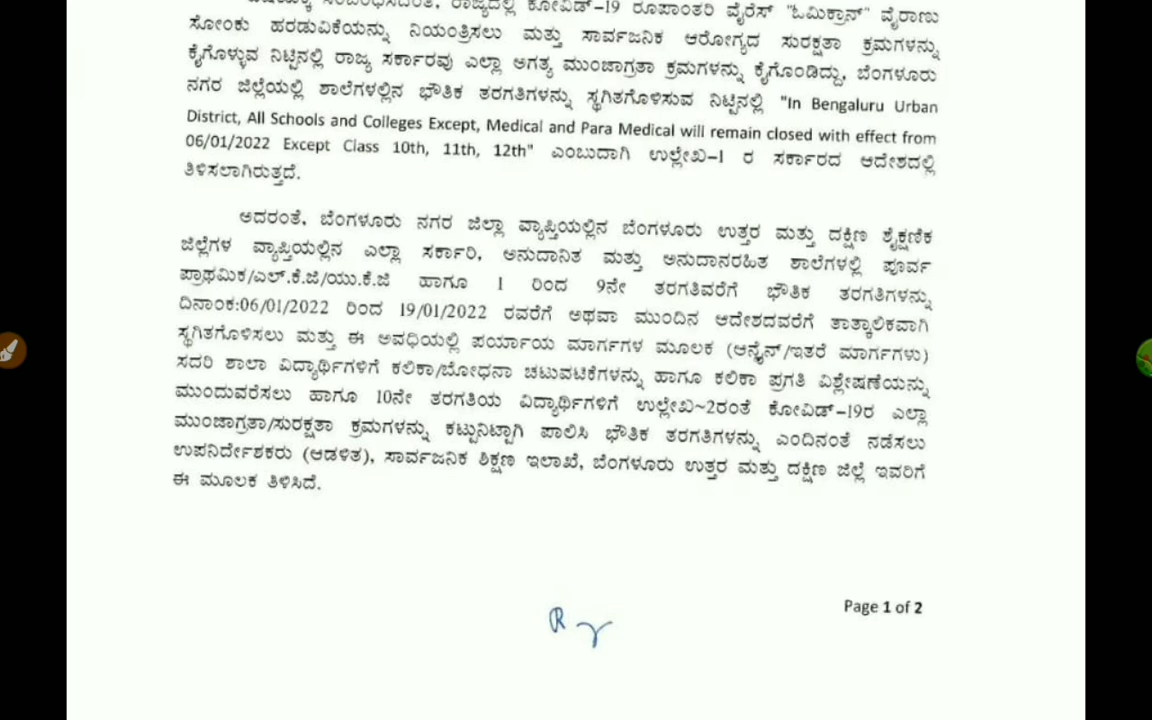 ರಾಜ್ಯದಲ್ಲಿ ಕೋವಿಡ್-19 ರೂಪಾಂತರಿ ವೈರಸ್ "ಓಮಿಕ್ರಾನ್" ವೈರಾಣು
ಸೋಂಕು ಹರಡುವಿಕೆಯನ್ನು ನಿಯಂತ್ರಿಸಲು ಮತ್ತು ಸಾರ್ವಜನಿಕ ಆರೋಗ್ಯದ ಸುರಕ್ಷತಾ ಕ್ರಮಗಳನ್ನು
ಕೈಗೊಳ್ಳುವ ನಿಟ್ಟಿನಲ್ಲಿ ರಾಜ್ಯ ಸರ್ಕಾರವು ಎಲ್ಲಾ ಅಗತ್ಯ ಮುಂಜಾಗ್ರತಾ ಕ್ರಮಗಳನ್ನು ಕೈಗೊಂಡಿದ್ದು, ಬೆಂಗಳೂರು
ನಗರ ಜಿಲ್ಲೆಯಲ್ಲಿ ಶಾಲೆಗಳಲ್ಲಿನ ಭೌತಿಕ ತರಗತಿಗಳನ್ನು ಸ್ಥಗಿತಗೊಳಿಸುವ ನಿಟ್ಟಿನಲ್ಲಿ "In Bengaluru Urban
District, All Schools and Colleges Except, Medical and Para Medical will remain closed with effect from
06/01/2022 Except Class 10th, 11th, 12th" ಎಂಬುದಾಗಿ ಉಲ್ಲೇಖ-1 ರ ಸರ್ಕಾರದ ಆದೇಶದಲ್ಲಿ
ತಿಳಿಸಲಾಗಿರುತ್ತದೆ.
ಅದರಂತೆ, ಬೆಂಗಳೂರು ನಗರ ಜಿಲ್ಲಾ ವ್ಯಾಪ್ತಿಯಲ್ಲಿನ ಬೆಂಗಳೂರು ಉತ್ತರ ಮತ್ತು ದಕ್ಷಿಣ ಶೈಕ್ಷಣಿಕ
ಜಿಲ್ಲೆಗಳ ವ್ಯಾಪ್ತಿಯಲ್ಲಿನ ಎಲ್ಲಾ ಸರ್ಕಾರಿ, ಅನುದಾನಿತ ಮತ್ತು ಅನುದಾನರಹಿತ ಶಾಲೆಗಳಲ್ಲಿ ಪೂರ್ವ
ಪ್ರಾಥಮಿಕ/ಎಲ್.ಕೆ.ಜಿ/ಯು.ಕೆ.ಜಿ ಹಾಗೂ 1 ರಿಂದ 9ನೇ ತರಗತಿವರೆಗೆ ಭೌತಿಕ ತರಗತಿಗಳನ್ನು
ದಿನಾಂಕ:06/01/2022 ರಿಂದ 19/01/2022 ರವರೆಗೆ ಅಥವಾ ಮುಂದಿನ ಆದೇಶದವರೆಗೆ ತಾತ್ಕಾಲಿಕವಾಗಿ
ಸ್ಥಗಿತಗೊಳಿಸಲು ಮತ್ತು ಈ ಅವಧಿಯಲ್ಲಿ ಪರ್ಯಾಯ ಮಾರ್ಗಗಳ ಮೂಲಕ (ಆನ್ಲೈನ್/ಇತರೆ ಮಾರ್ಗಗಳು)
ಸದರಿ ಶಾಲಾ ವಿದ್ಯಾರ್ಥಿಗಳಿಗೆ ಕಲಿಕಾ/ಬೋಧನಾ ಚಟುವಟಿಕೆಗಳನ್ನು ಹಾಗೂ ಕಲಿಕಾ ಪ್ರಗತಿ ವಿಶ್ಲೇಷಣೆಯನ್ನು
ಮುಂದುವರೆಸಲು ಹಾಗೂ 10ನೇ ತರಗತಿಯ ವಿದ್ಯಾರ್ಥಿಗಳಿಗೆ ಉಲ್ಲೇಖ~2ರಂತೆ ಕೋವಿಡ್-19ರ ಎಲ್ಲಾ
ಮುಂಜಾಗ್ರತಾ/ಸುರಕ್ಷತಾ ಕ್ರಮಗಳನ್ನು ಕಟ್ಟುನಿಟ್ಟಾಗಿ ಪಾಲಿಸಿ ಭೌತಿಕ ತರಗತಿಗಳನ್ನು ಎಂದಿನಂತೆ ನಡೆಸಲು
ಉಪನಿರ್ದೇಶಕರು (ಆಡಳಿತ), ಸಾರ್ವಜನಿಕ ಶಿಕ್ಷಣ ಇಲಾಖೆ, ಬೆಂಗಳೂರು ಉತ್ತರ ಮತ್ತು ದಕ್ಷಿಣ ಜಿಲ್ಲೆ ಇವರಿಗೆ
ಈ ಮೂಲಕ ತಿಳಿಸಿದೆ.
Page 1 of 2